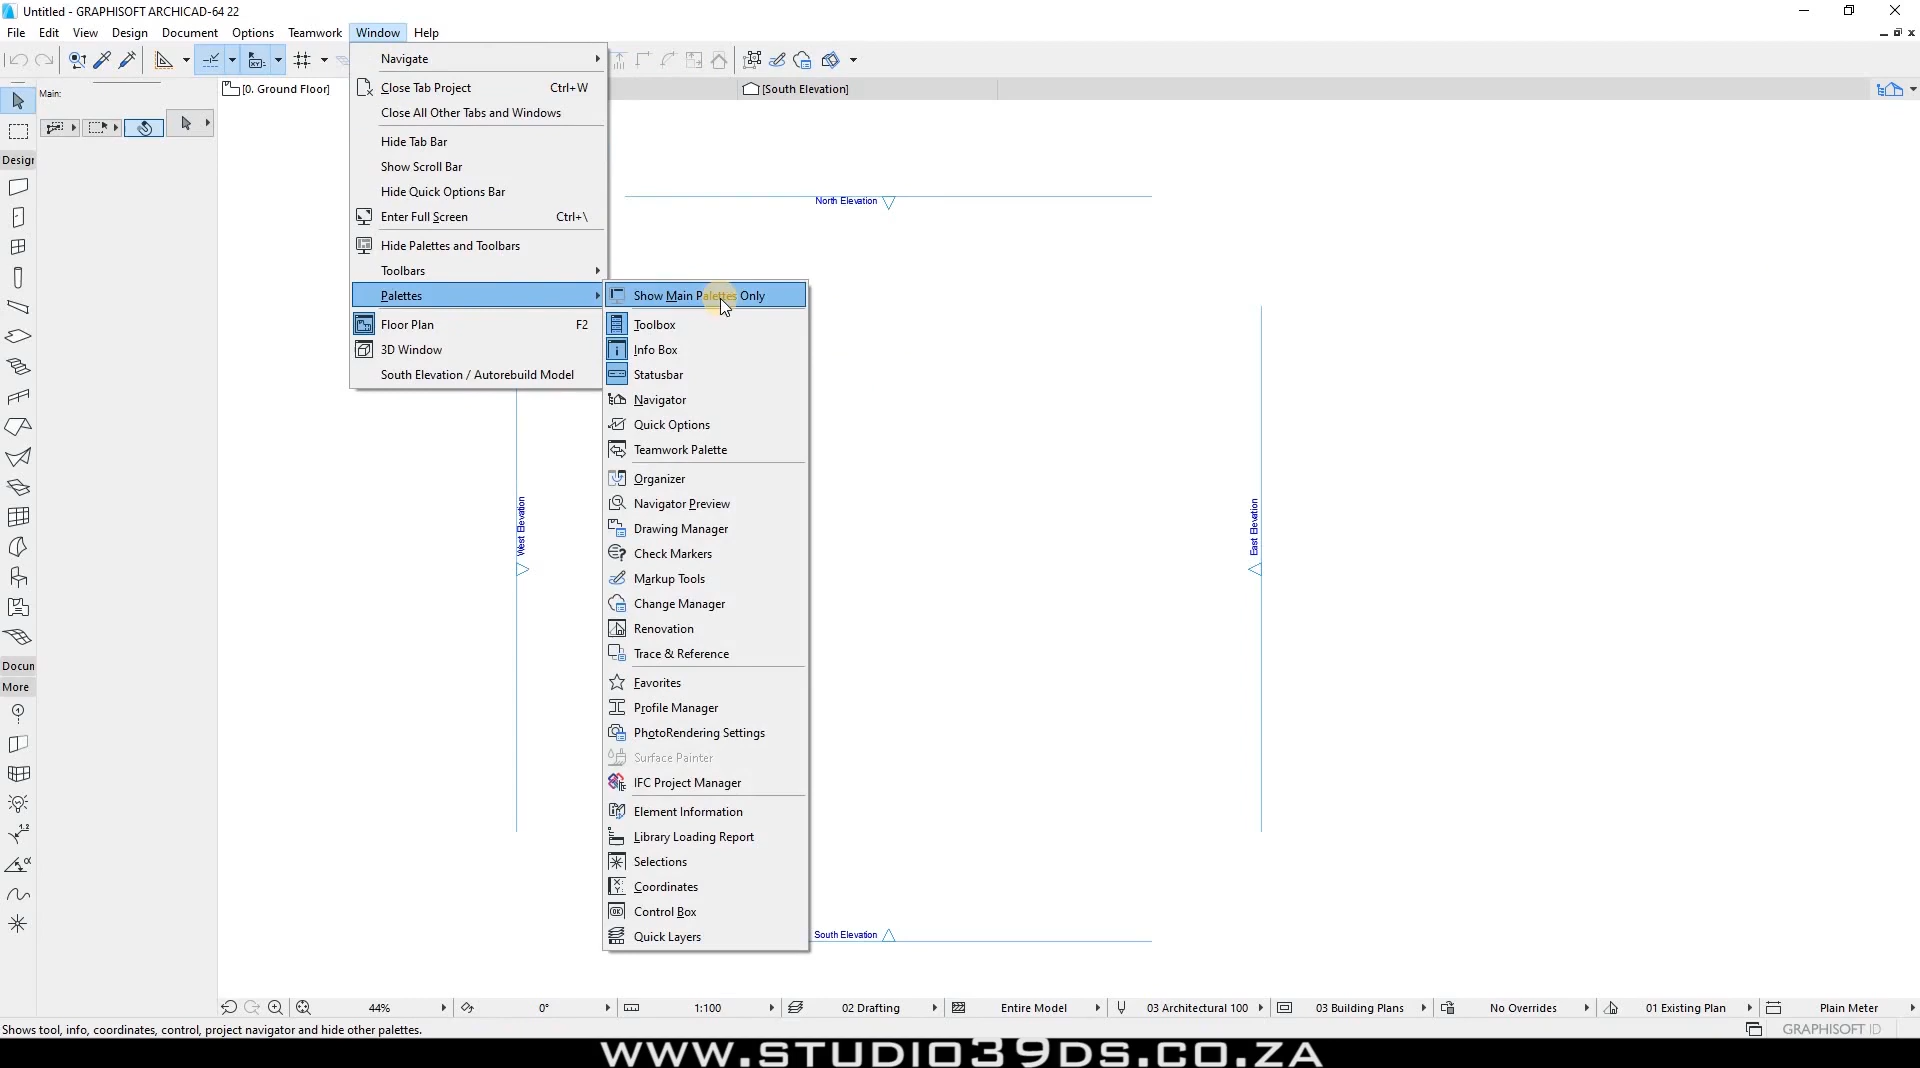 Untitled - GRAPHISOFT ARCHICAD-64 22
File Edit View Design Document Options Teamwork Window Help
Main:
[0. Ground Floor]
[South Elevation]
Design
Docum
More
Navigate
Close Tab Project Ctrl+W
Close All Other Tabs and Windows
Hide Tab Bar
Show Scroll Bar
Hide Quick Options Bar
Enter Full Screen Ctrl+\
Hide Palettes and Toolbars
Toolbars
Palettes
Floor Plan F2
3D Window
South Elevation / Autorebuild Model
Show Main Palettes Only
Toolbox
Info Box
Statusbar
Navigator
Quick Options
Teamwork Palette
Organizer
Navigator Preview
Drawing Manager
Check Markers
Markup Tools
Change Manager
Renovation
Trace & Reference
Favorites
Profile Manager
PhotoRendering Settings
Surface Painter
IFC Project Manager
Element Information
Library Loading Report
Selections
Coordinates
Control Box
Quick Layers
North Elevation
West Elevation
East Elevation
South Elevation
44% 0° 1:100 02 Drafting Entire Model 03 Architectural 100 03 Building Plans No Overrides 01 Existing Plan Plain Meter
Shows tool, info, coordinates, control, project navigator and hide other palettes.
GRAPHISOFT ID
WWW.STUDIO39DS.CO.ZA